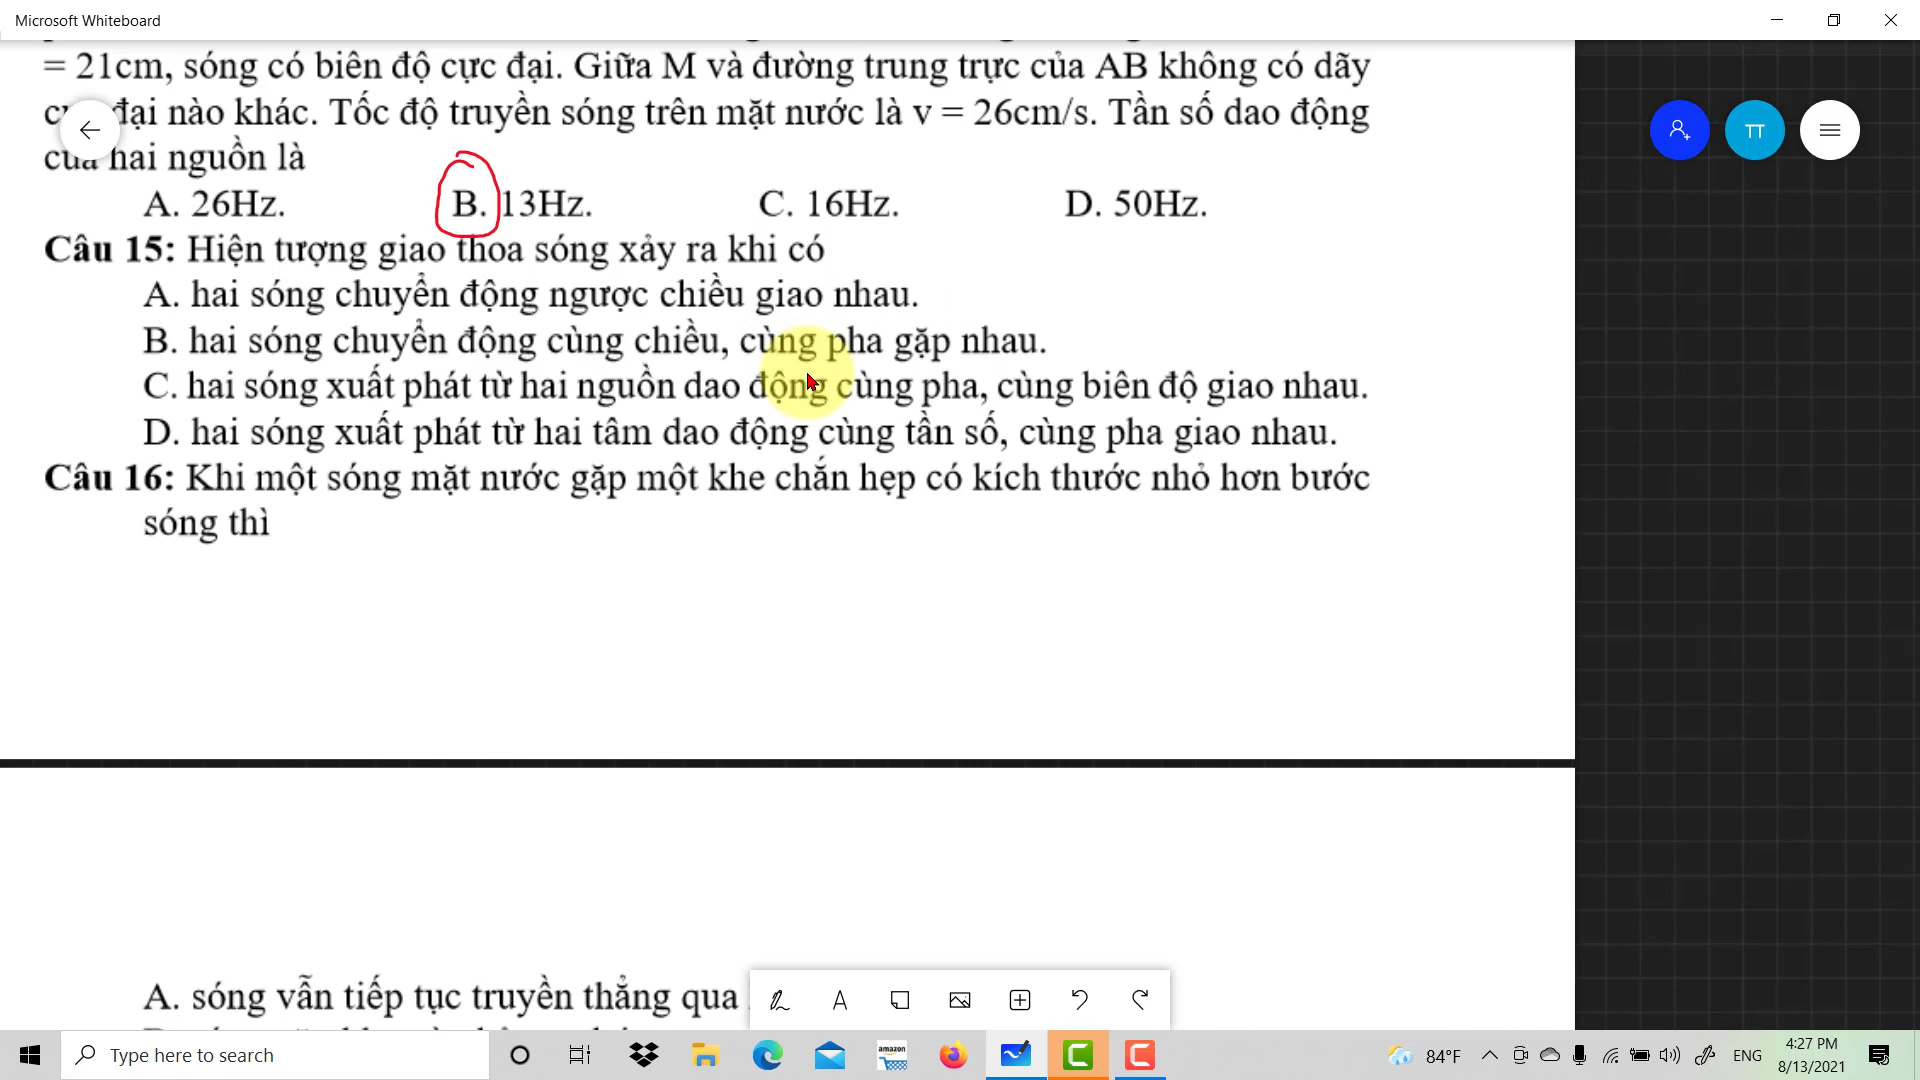 Microsoft Whiteboard
= 21cm, sóng có biên độ cực đại. Giữa M và đường trung trực của AB không có dãy
đại nào khác. Tốc độ truyền sóng trên mặt nước là v = 26cm/s. Tần số dao động
của hai nguồn là
A. 26Hz. B. 13Hz. C. 16Hz. D. 50Hz.
Câu 15: Hiện tượng giao thoa sóng xảy ra khi có
A. hai sóng chuyển động ngược chiều giao nhau.
B. hai sóng chuyển động cùng chiều, cùng pha gặp nhau.
C. hai sóng xuất phát từ hai nguồn dao động cùng pha, cùng biên độ giao nhau.
D. hai sóng xuất phát từ hai tâm dao động cùng tần số, cùng pha giao nhau.
Câu 16: Khi một sóng mặt nước gặp một khe chắn hẹp có kích thước nhỏ hơn bước
sóng thì
A. sóng vẫn tiếp tục truyền thẳng qua
TT
A
Type here to search
amazon
84°F
ENG
4:27 PM
8/13/2021